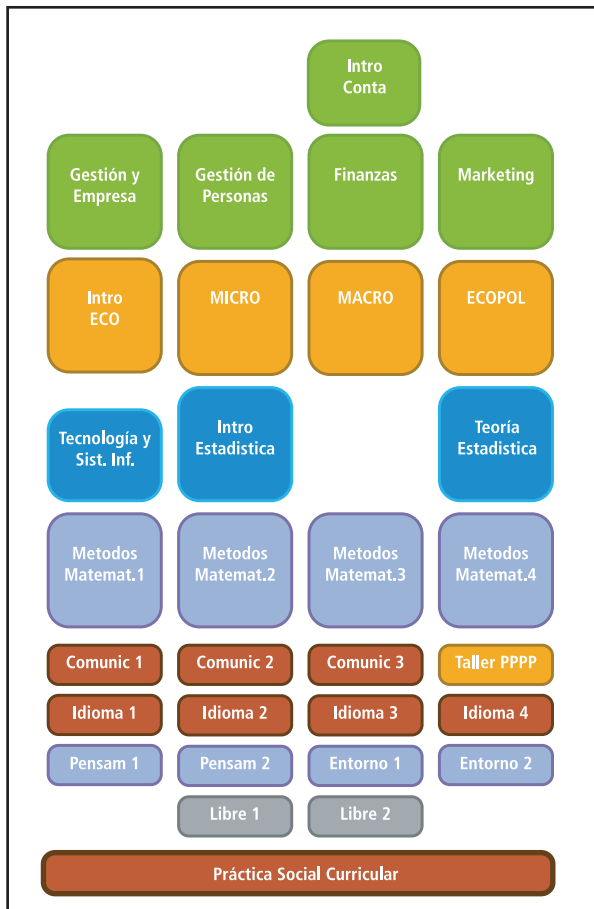 Intro
Conta
Gestión y
Empresa
Gestión de
Personas
Finanzas
Marketing
Intro
ECO
MICRO
MACRO
ECOPOL
Tecnología y
Sist. Inf.
Intro
Estadistica
Teoría
Estadistica
Metodos
Matemat.1
Metodos
Matemat.2
Metodos
Matemat.3
Metodos
Matemat.4
Comunic 1
Comunic 2
Comunic 3
Taller PPPP
Idioma 1
Idioma 2
Idioma 3
Idioma 4
Pensam 1
Pensam 2
Entorno 1
Entorno 2
Libre 1
Libre 2
Práctica Social Curricular